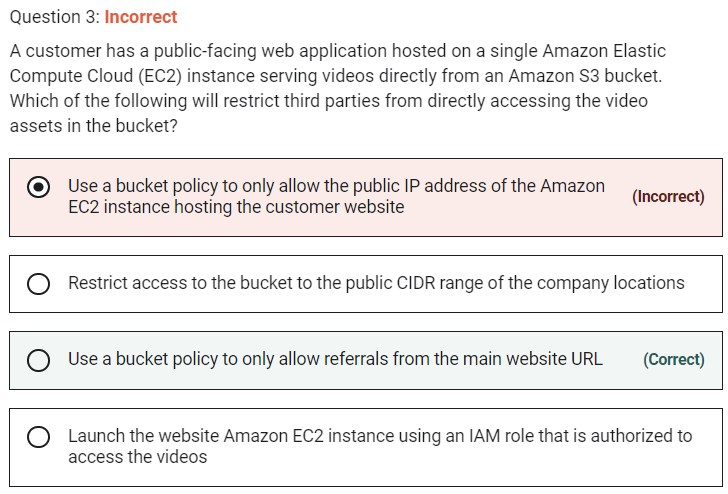 Question 3: Incorrect
A customer has a public-facing web application hosted on a single Amazon Elastic
Compute Cloud (EC2) instance serving videos directly from an Amazon S3 bucket.
Which of the following will restrict third parties from directly accessing the video
assets in the bucket?
Use a bucket policy to only allow the public IP address of the Amazon
EC2 instance hosting the customer website
(Incorrect)
Restrict access to the bucket to the public CIDR range of the company locations
Use a bucket policy to only allow referrals from the main website URL
(Correct)
Launch the website Amazon EC2 instance using an IAM role that is authorized to
access the videos